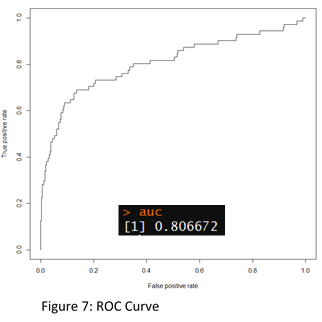 1.0
0.8
0.6
0.4
0.2
0.0
True positive rate
> auc
[1] 0.806672
0.0 0.2 0.4 0.6 0.8 1.0
False positive rate
Figure 7: ROC Curve